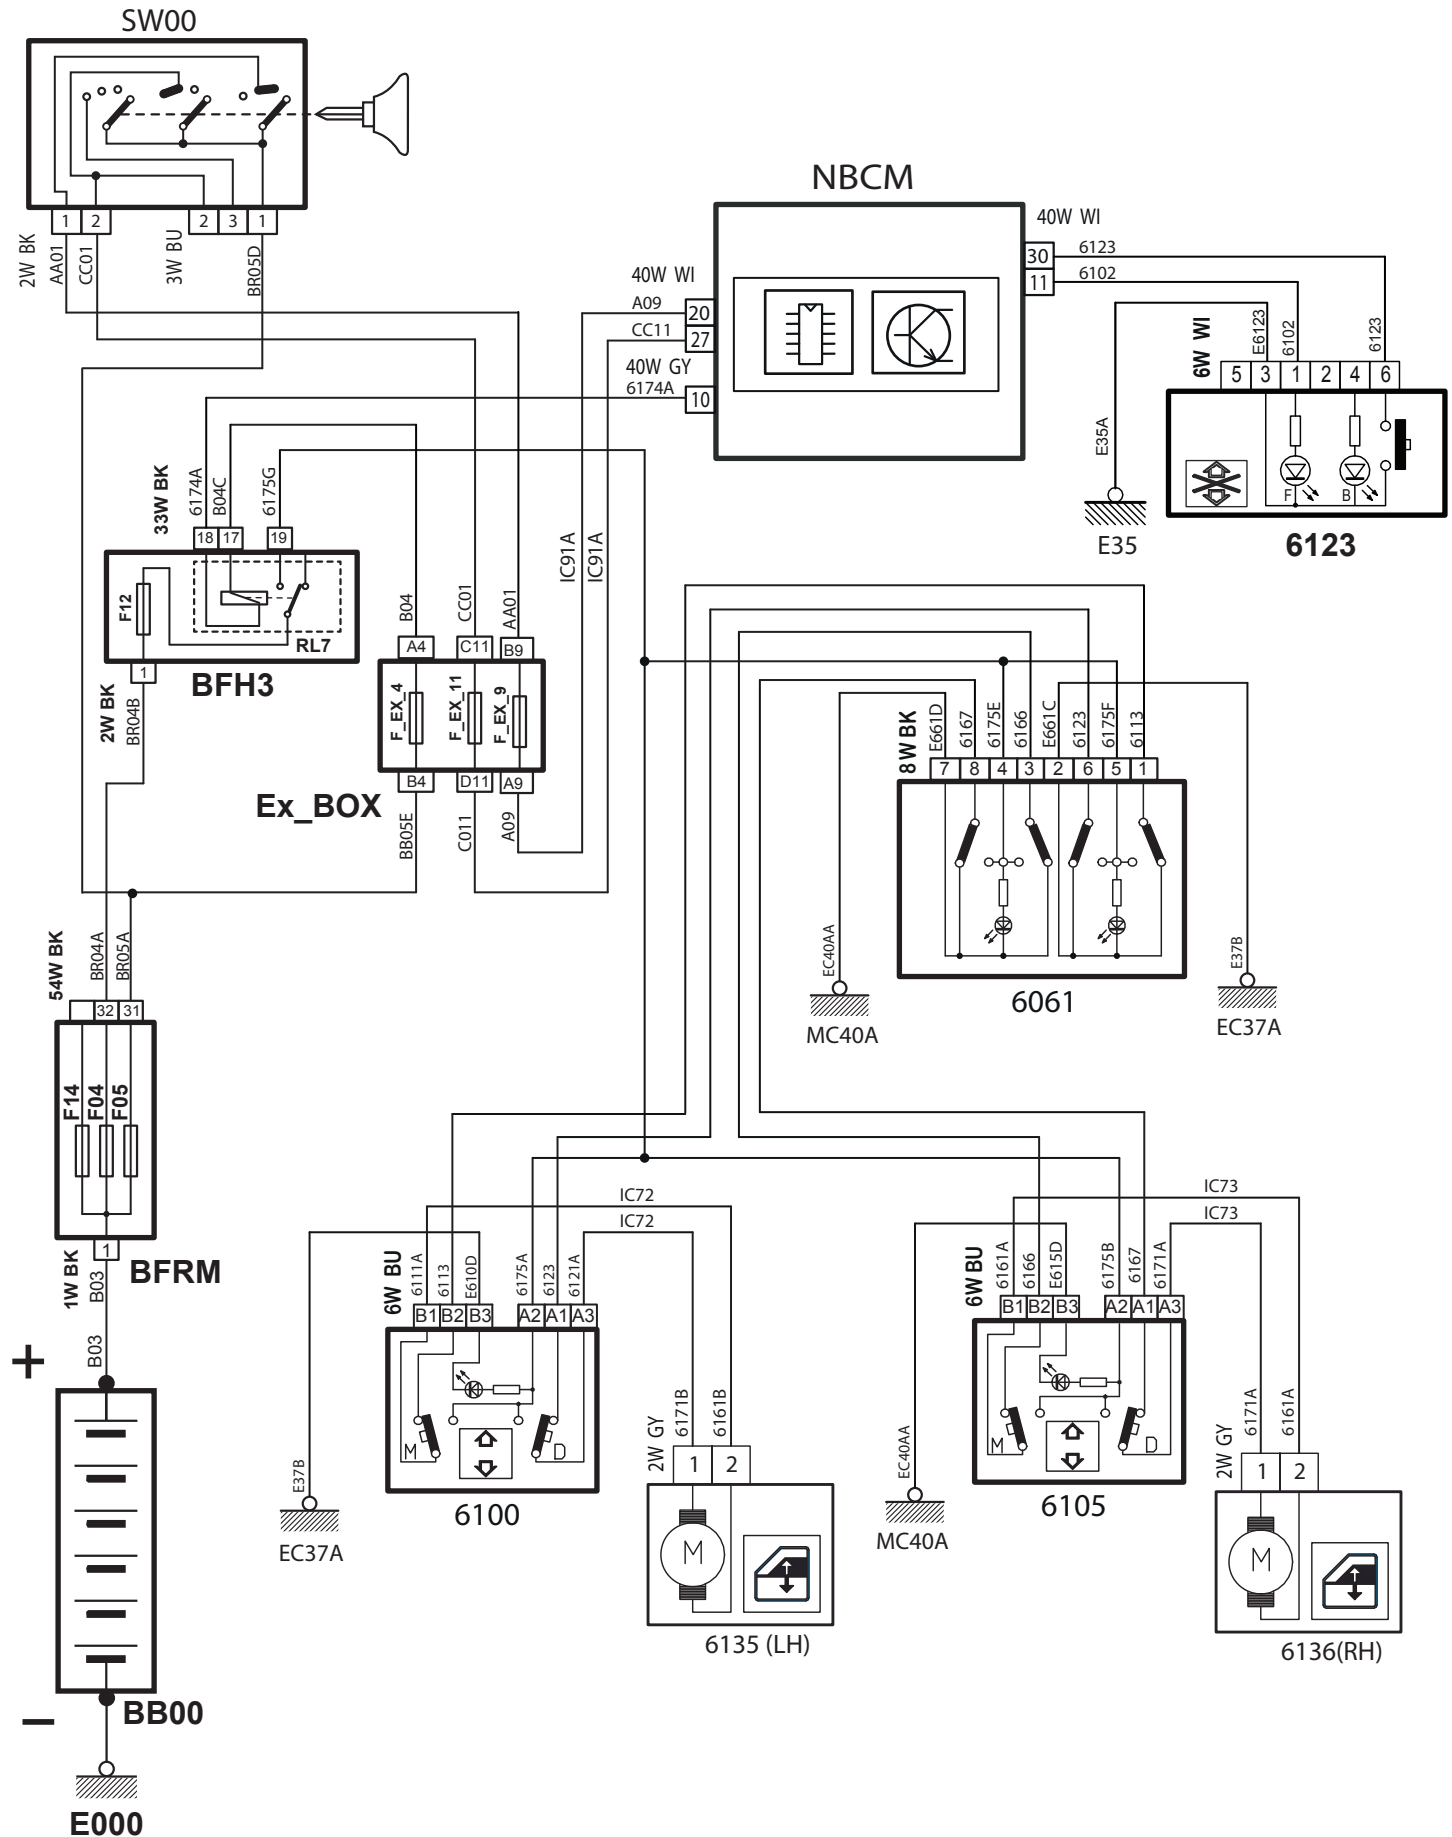 SW00
1 2 2 3 1
2W BK
AA01
CC01
3W BU
BR05D
NBCM
40W WI
A09
20
CC11
27
40W GY
6174A
10
40W WI
30
6123
11
6102
E35A
E35
6W WI
E6123
6102
6123
5 3 1 2 4 6
F
B
6123
33W BK
6174A
B04C
6175G
18 17 19
F12
RL7
1
BFH3
2W BK
BR04B
IC91A
IC91A
B04
CC01
AA01
A4 C11 B9
F_EX_4
F_EX_11
F_EX_9
B4 D11 A9
Ex_BOX
BB05E
C011
A09
8W BK
E661D
6167
6175E
6166
E661C
6123
6175F
6113
7 8 4 3 2 6 5 1
6061
EC40AA
MC40A
E37B
EC37A
54W BK
BR04A
BR05A
32 31
F14
F04
F05
1
BFRM
1W BK
B03
B03
+
−
BB00
E000
IC72
IC72
6W BU
6111A
6113
E610D
6175A
6123
6121A
B1 B2 B3 A2 A1 A3
M
D
6100
E37B
EC37A
2W GY
6171B
6161B
1 2
M
6135 (LH)
IC73
IC73
6W BU
6161A
6166
E615D
6175B
6167
6171A
B1 B2 B3 A2 A1 A3
M
D
6105
EC40AA
MC40A
2W GY
6171A
6161A
1 2
M
6136(RH)